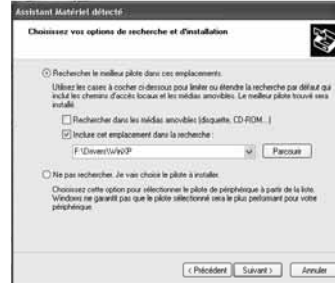 Assistant Matériel détecté
Choisissez vos options de recherche et d'installation
Rechercher le meilleur pilote dans ces emplacements.
Utilisez les cases à cocher ci-dessous pour limiter ou étendre la recherche par défaut qui
inclut les chemins d'accès locaux et les médias amovibles. Le meilleur pilote trouvé sera
installé.
Rechercher dans les médias amovibles (disquette, CD-ROM...)
Inclure cet emplacement dans la recherche :
F:\Drivers\WinXP
Parcourir
Ne pas rechercher. Je vais choisir le pilote à installer.
Choisissez cette option pour sélectionner le pilote de périphérique à partir de la liste.
Windows ne garantit pas que le pilote sélectionné sera le plus performant pour votre
périphérique.
< Précédent
Suivant >
Annuler